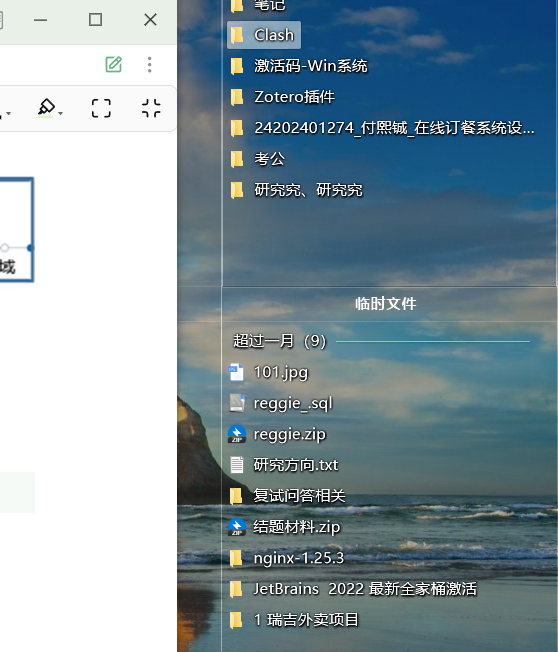 笔记
Clash
激活码-Win系统
Zotero插件
24202401274_付熙铖_在线订餐系统设...
考公
研究究、研究究
域
临时文件
超过一月（9）
101.jpg
reggie_.sql
reggie.zip
研究方向.txt
复试问答相关
结题材料.zip
nginx-1.25.3
JetBrains 2022 最新全家桶激活
1 瑞吉外卖项目